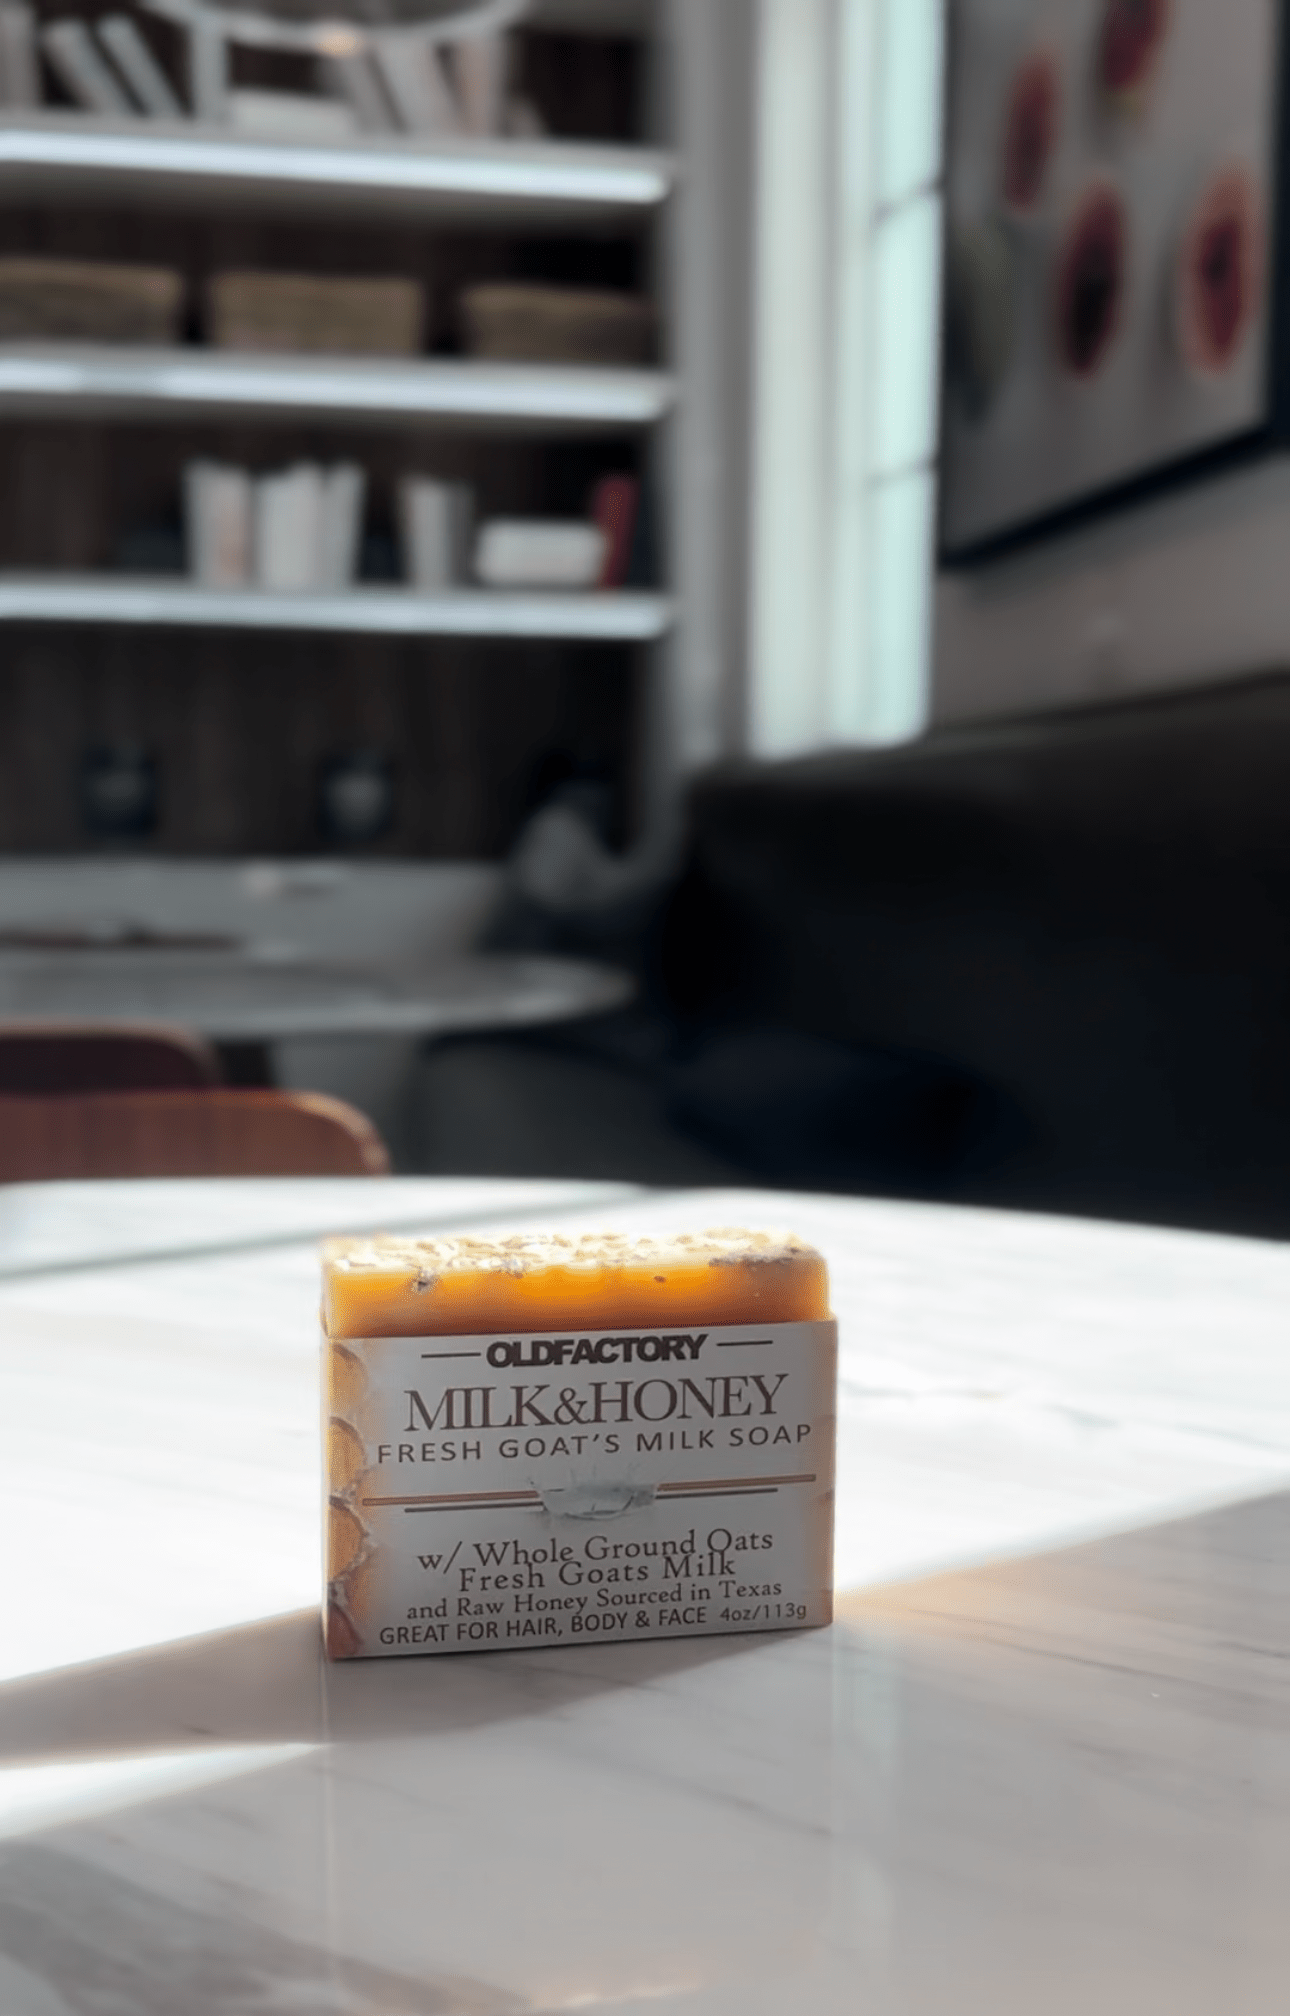 OLDFACTORY
MILK&HONEY
FRESH GOAT'S MILK SOAP
w/ Whole Ground Oats
Fresh Goats Milk
and Raw Honey Sourced in Texas
GREAT FOR HAIR, BODY & FACE 4oz/113g